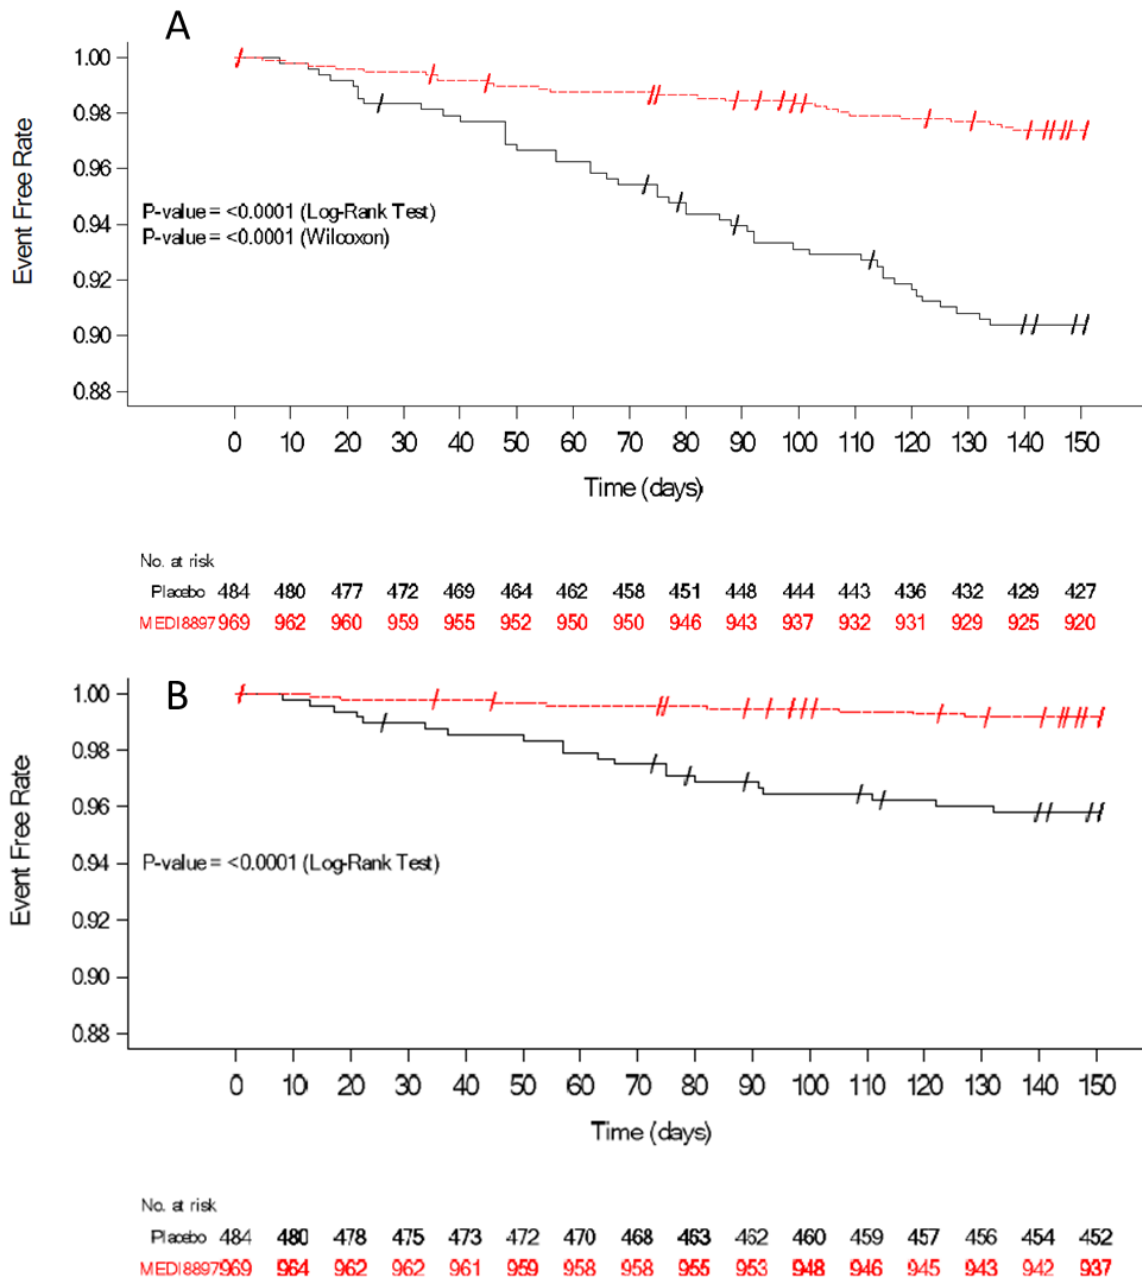 A
1.00
0.98
0.96
0.94
0.92
0.90
0.88
Event Free Rate
P-value = <0.0001 (Log-Rank Test)
P-value = <0.0001 (Wilcoxon)
0 10 20 30 40 50 60 70 80 90 100 110 120 130 140 150
Time (days)
No. at risk
Placebo 484 480 477 472 469 464 462 458 451 448 444 443 436 432 429 427
MEDI8897 969 962 960 959 955 952 950 950 946 943 937 932 931 929 925 920
B
1.00
0.98
0.96
0.94
0.92
0.90
0.88
Event Free Rate
P-value = <0.0001 (Log-Rank Test)
0 10 20 30 40 50 60 70 80 90 100 110 120 130 140 150
Time (days)
No. at risk
Placebo 484 480 478 475 473 472 470 468 463 462 460 459 457 456 454 452
MEDI8897 969 964 962 962 961 959 958 958 955 953 948 946 945 943 942 937